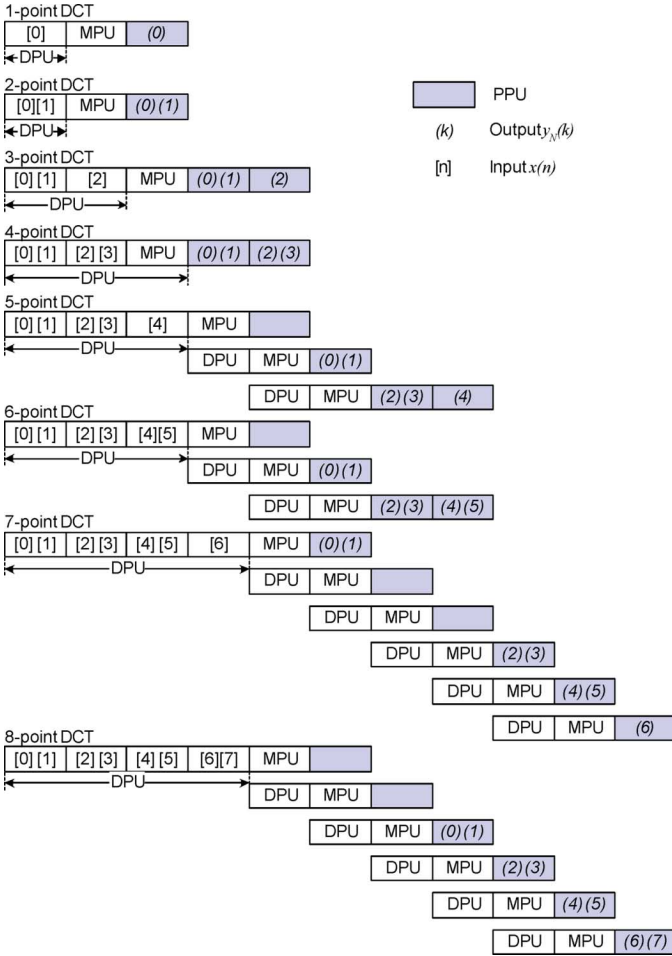 1-point DCT
[0] MPU (0)
DPU
2-point DCT
[0][1] MPU (0)(1)
DPU
PPU
(k) Output y_N(k)
[n] Input x(n)
3-point DCT
[0][1] [2] MPU (0)(1) (2)
DPU
4-point DCT
[0][1] [2][3] MPU (0)(1) (2)(3)
DPU
5-point DCT
[0][1] [2][3] [4] MPU
DPU
DPU MPU (0)(1)
DPU MPU (2)(3) (4)
6-point DCT
[0][1] [2][3] [4][5] MPU
DPU
DPU MPU (0)(1)
DPU MPU (2)(3) (4)(5)
7-point DCT
[0][1] [2][3] [4][5] [6] MPU (0)(1)
DPU
DPU MPU
DPU MPU
DPU MPU (2)(3)
DPU MPU (4)(5)
DPU MPU (6)
8-point DCT
[0][1] [2][3] [4][5] [6][7] MPU
DPU
DPU MPU
DPU MPU (0)(1)
DPU MPU (2)(3)
DPU MPU (4)(5)
DPU MPU (6)(7)